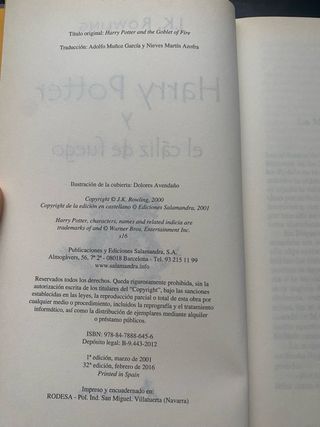 J.K. ROWLING
Título original: Harry Potter and the Goblet of Fire
Traducción: Adolfo Muñoz García y Nieves Martín Azofra
Harry Potter
y
el cáliz de fuego
Ilustración de la cubierta: Dolores Avendaño
Copyright © J.K. Rowling, 2000
Copyright de la edición en castellano © Ediciones Salamandra, 2001
Harry Potter, characters, names and related indicia are
trademarks of and © Warner Bros. Entertainment Inc.
s16
Publicaciones y Ediciones Salamandra, S.A.
Almogàvers, 56, 7º 2ª - 08018 Barcelona - Tel. 93 215 11 99
www.salamandra.info
Reservados todos los derechos. Queda rigurosamente prohibida, sin
la autorización escrita de los titulares del "Copyright", bajo las sanciones
establecidas en las leyes, la reproducción parcial o total de esta obra por
cualquier medio o procedimiento, incluidos la reprografía y el tratamiento
informático, así como la distribución de ejemplares mediante alquiler
o préstamo públicos.
ISBN: 978-84-7888-645-6
Depósito legal: B-9.443-2012
1ª edición, marzo de 2001
32ª edición, febrero de 2016
Printed in Spain
Impreso y encuadernado en:
RODESA - Pol. Ind. San Miguel. Villatuerta (Navarra)